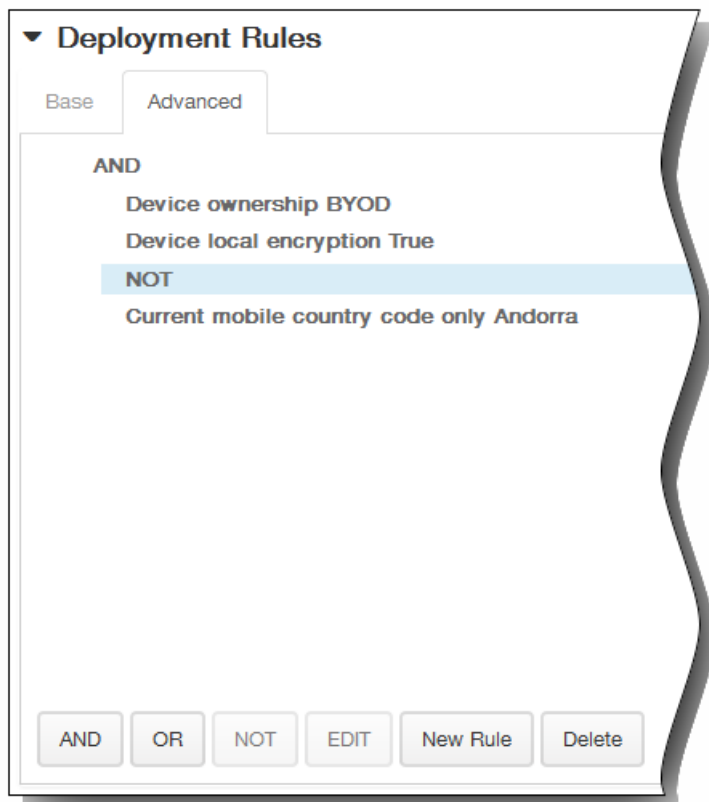 Deployment Rules
Base Advanced
AND
Device ownership BYOD
Device local encryption True
NOT
Current mobile country code only Andorra
AND OR NOT EDIT New Rule Delete